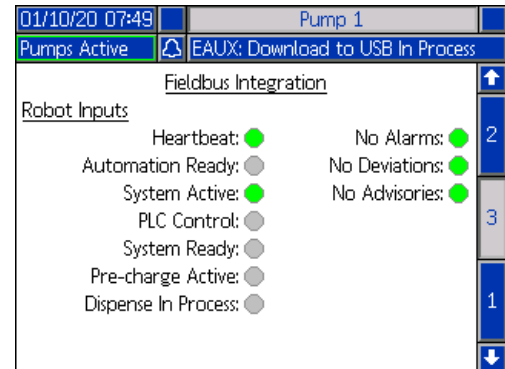 01/10/20 07:49 Pump 1
Pumps Active EAUX: Download to USB In Process
Fieldbus Integration
Robot Inputs
Heartbeat: No Alarms: 2
Automation Ready: No Deviations:
System Active: No Advisories:
PLC Control: 3
System Ready:
Pre-charge Active:
Dispense In Process: 1